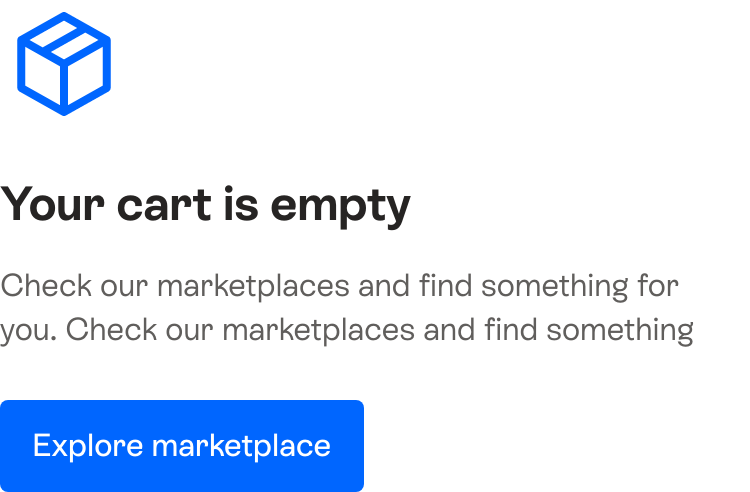 Your cart is empty
Check our marketplaces and find something for
you. Check our marketplaces and find something
Explore marketplace